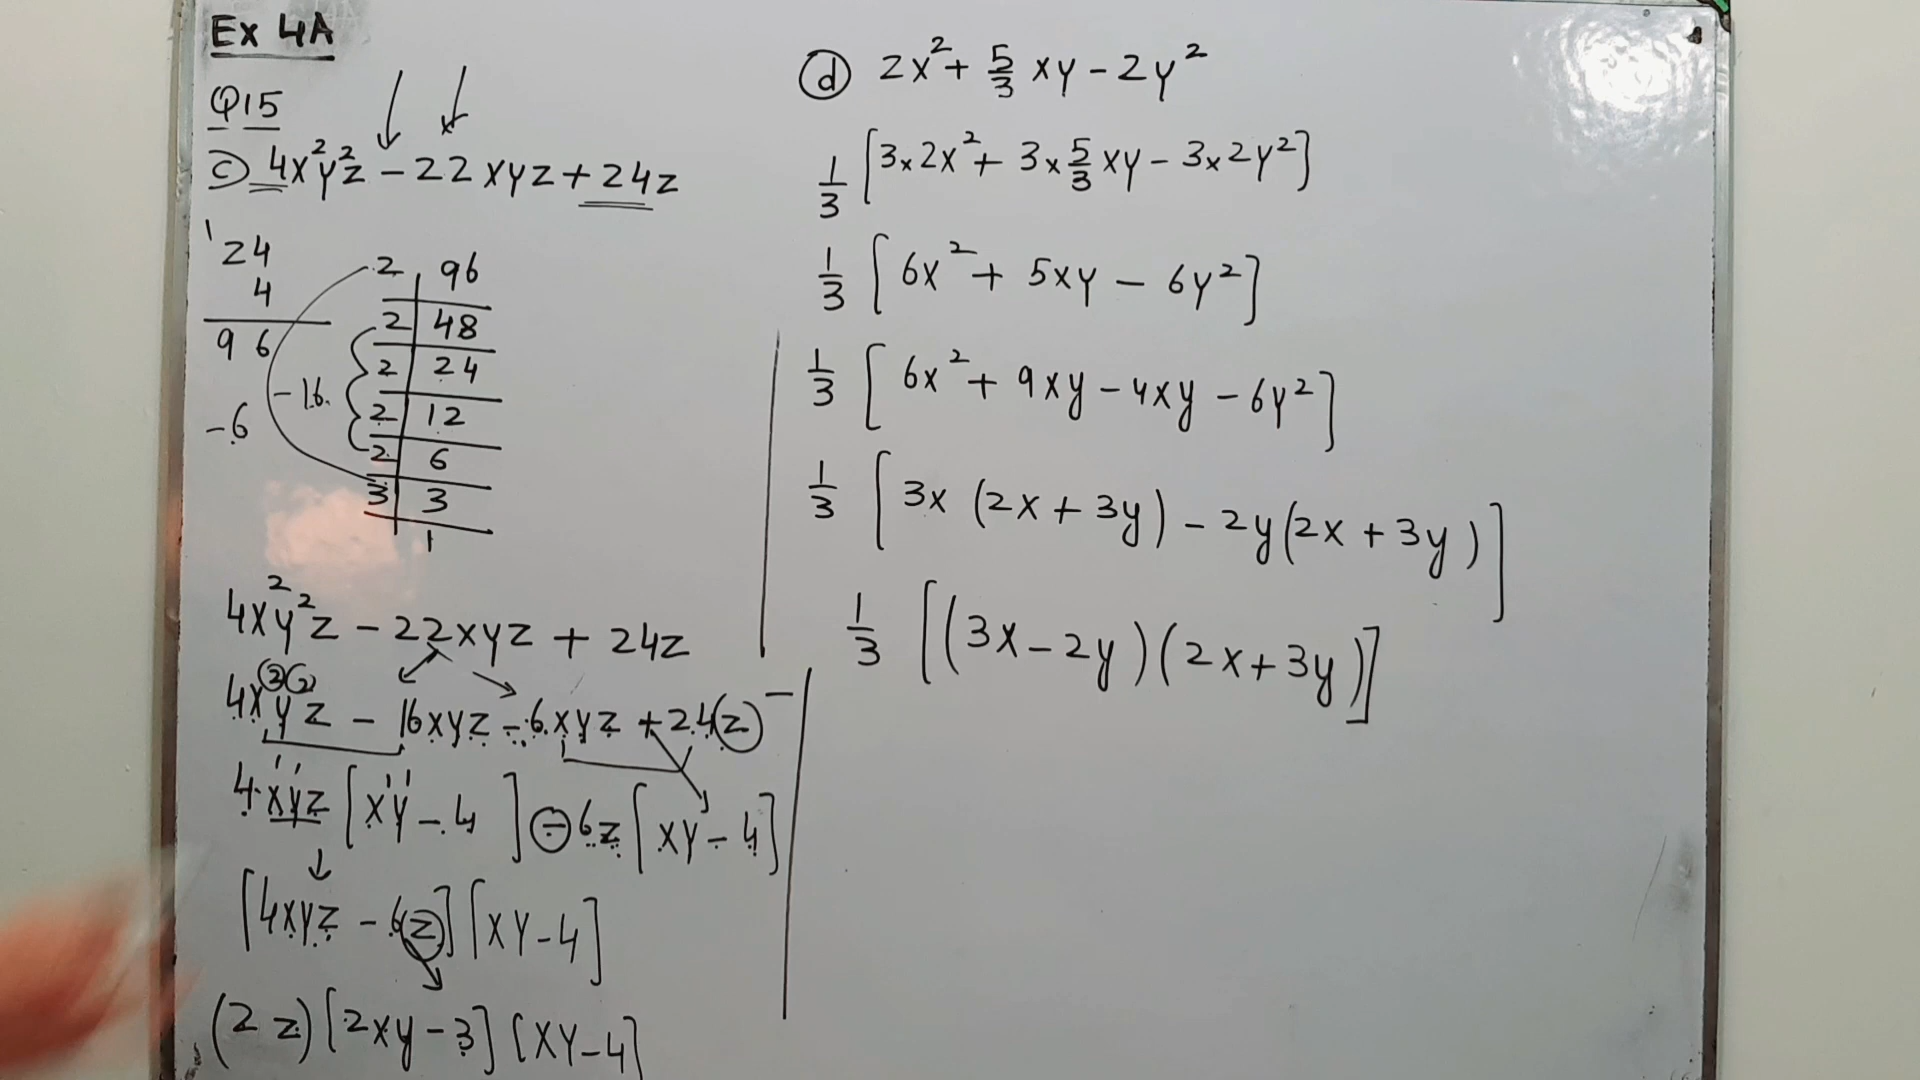 Ex 4A
Q15
c) 4x²y²z - 22xyz + 24z
1
24
4
96
-6
-16.
2 | 96
2 | 48
2 | 24
2 | 12
2 | 6
3 | 3
1
4x²y²z - 22xyz + 24z
4x²y²z - 16xyz - 6xyz + 24z
4xyz [xy - 4] - 6z [xy - 4]
[4xyz - 6z] [xy - 4]
(2z) [2xy - 3] [xy - 4]
d) 2x² + 5/3 xy - 2y²
1/3 [3×2x² + 3×5/3 xy - 3×2y²]
1/3 [6x² + 5xy - 6y²]
1/3 [6x² + 9xy - 4xy - 6y²]
1/3 [3x (2x + 3y) - 2y(2x + 3y)]
1/3 [(3x - 2y)(2x + 3y)]